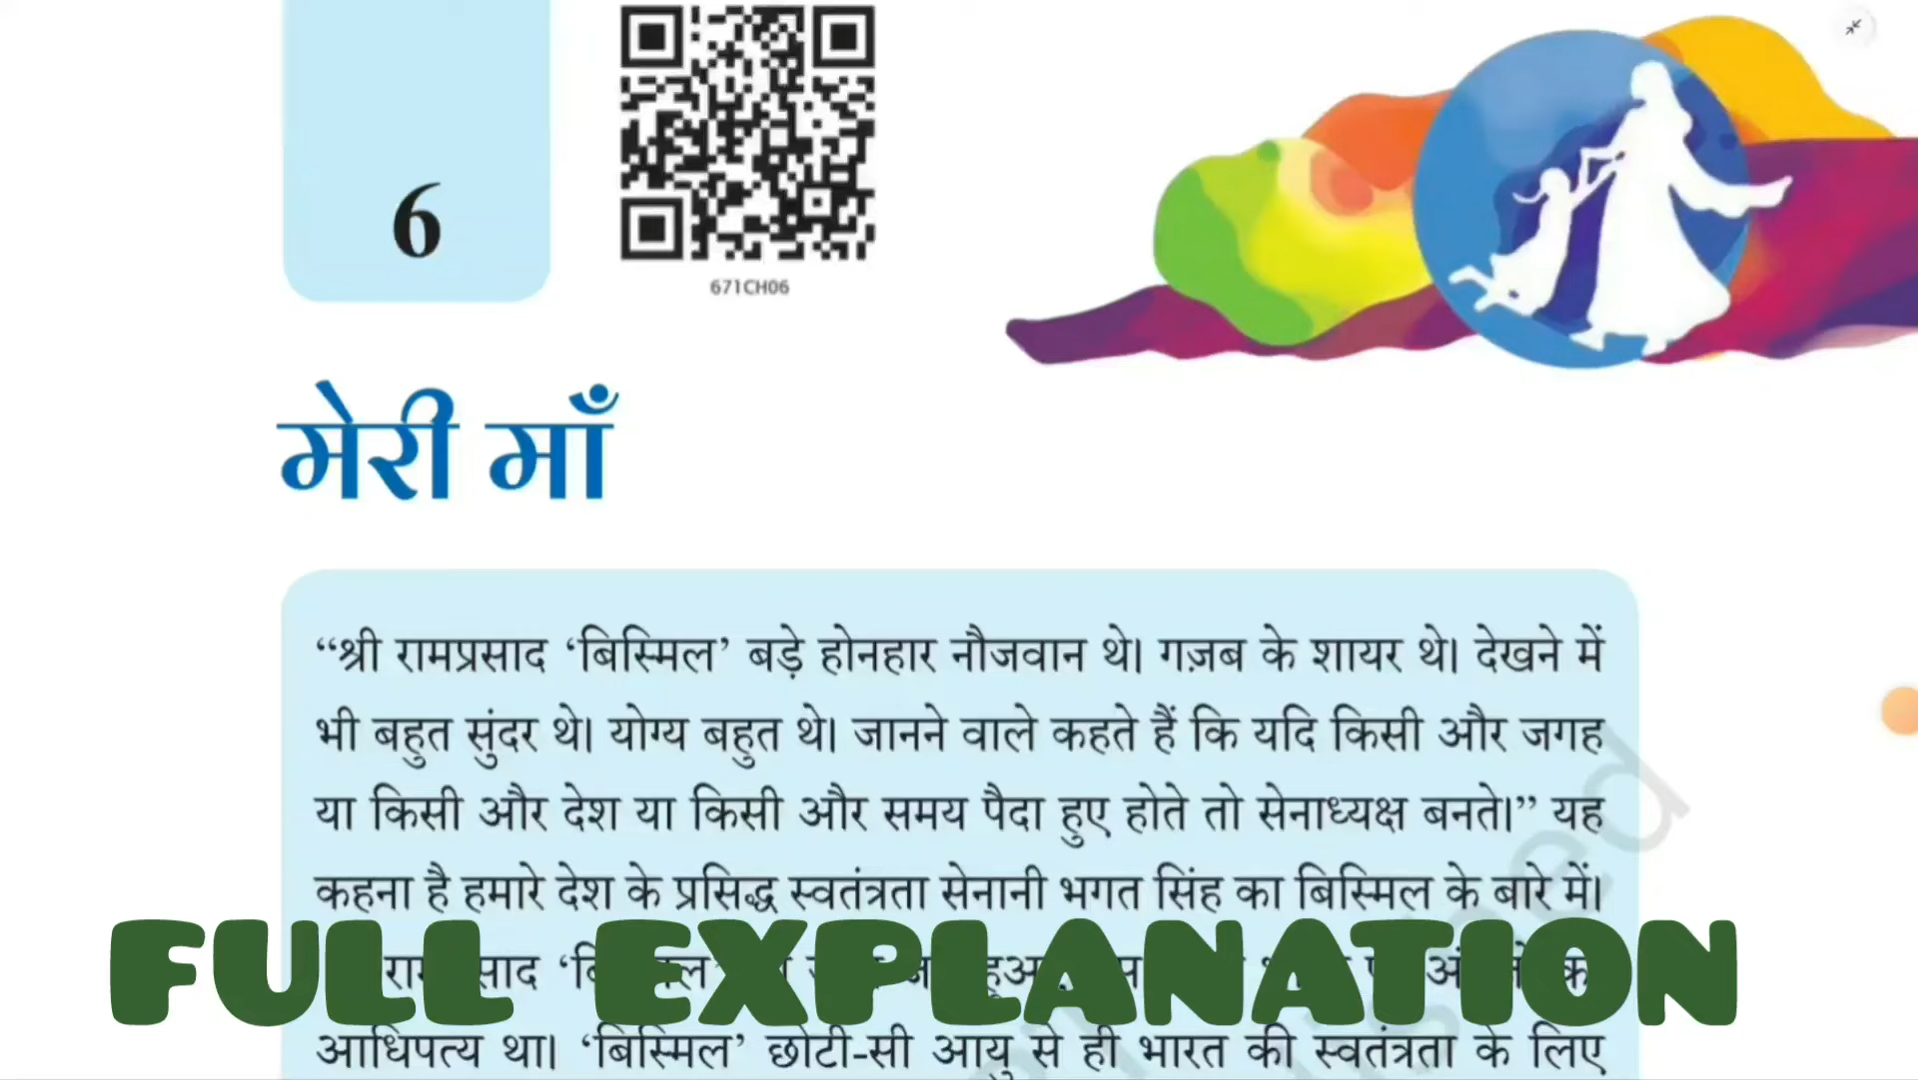 6
671CH06
मेरी माँ
“श्री रामप्रसाद ‘बिस्मिल’ बड़े होनहार नौजवान थे। गज़ब के शायर थे। देखने में
भी बहुत सुंदर थे। योग्य बहुत थे। जानने वाले कहते हैं कि यदि किसी और जगह
या किसी और देश या किसी और समय पैदा हुए होते तो सेनाध्यक्ष बनते।” यह
कहना है हमारे देश के प्रसिद्ध स्वतंत्रता सेनानी भगत सिंह का बिस्मिल के बारे में।
FULL EXPLANATION
आधिपत्य था। ‘बिस्मिल’ छोटी-सी आयु से ही भारत की स्वतंत्रता के लिए